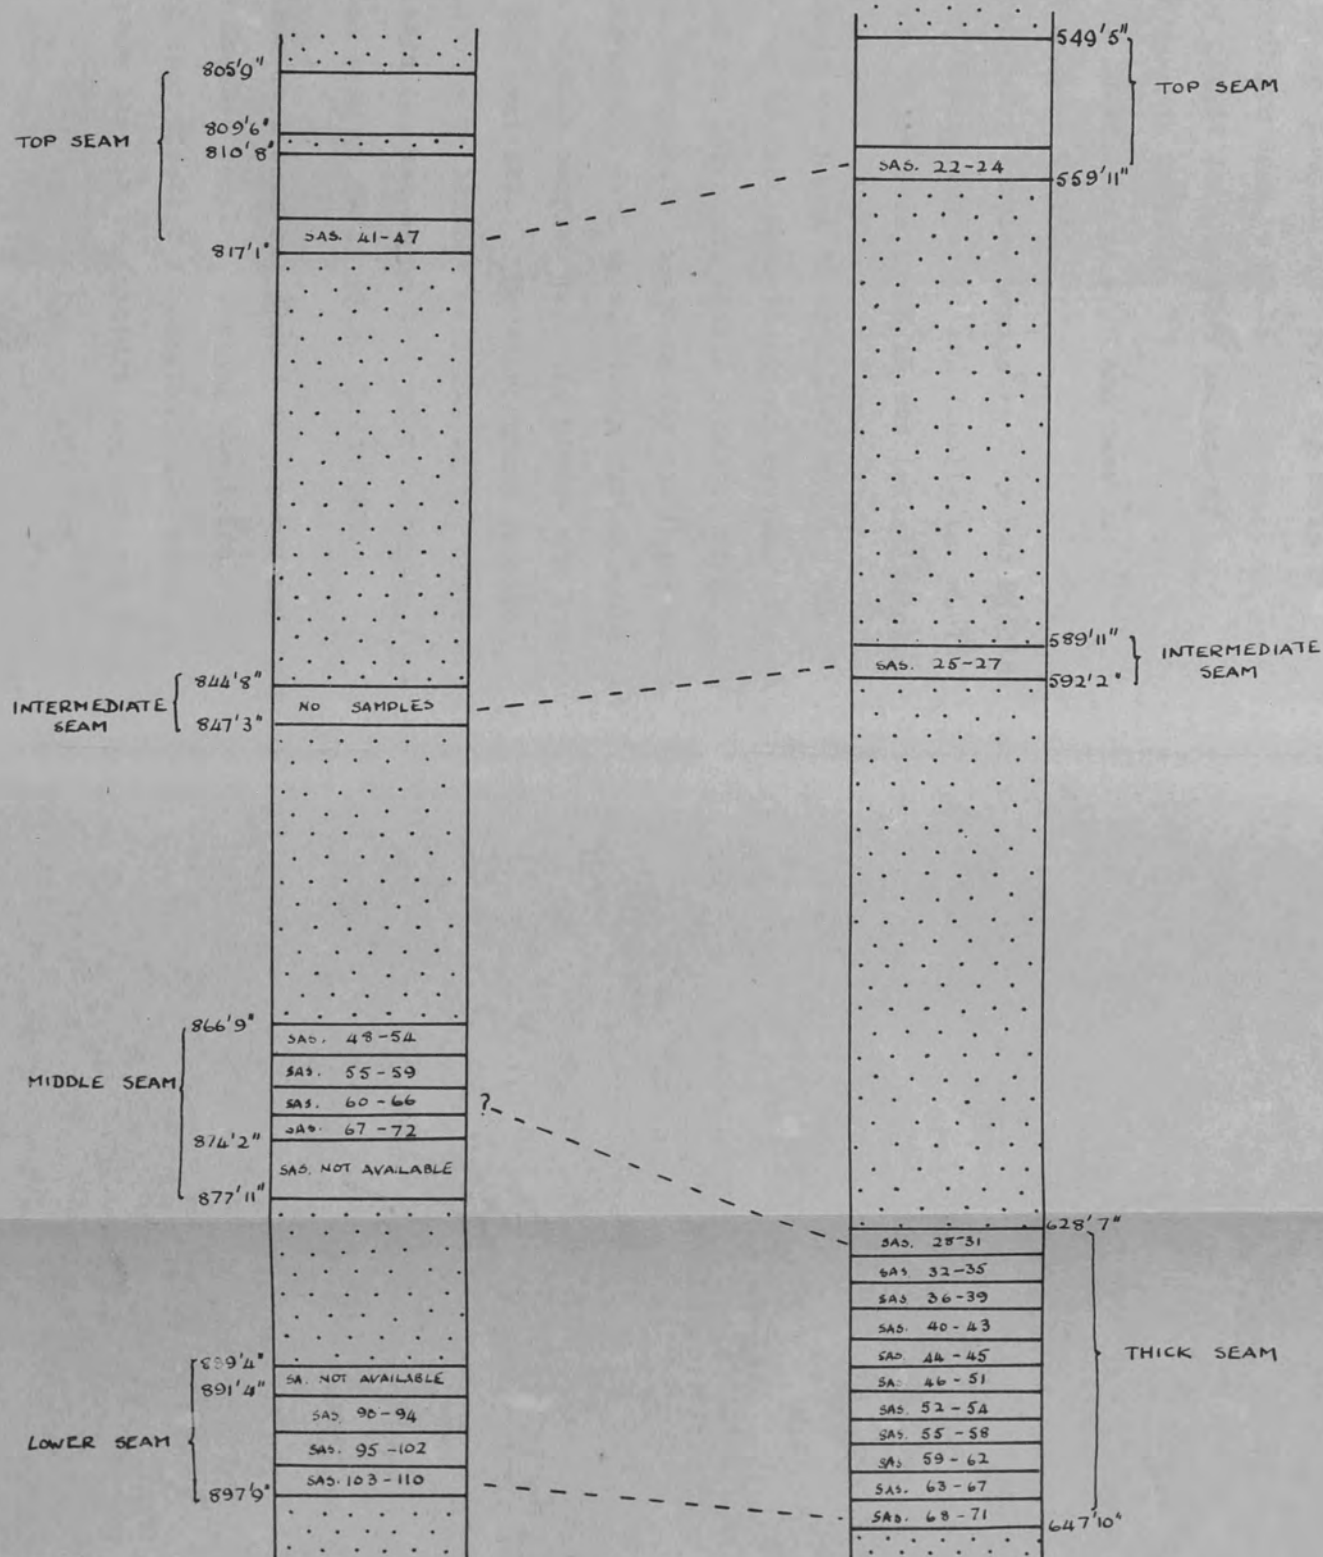 805'9"
TOP SEAM
809'6"
810'8"
SAS. 41-47
817'1"
844'8"
INTERMEDIATE
SEAM
NO SAMPLES
847'3"
866'9"
SAS. 48-54
MIDDLE SEAM
SAS. 55-59
SAS. 60-66
?
SAS. 67-72
874'2"
SAS. NOT AVAILABLE
877'11"
889'4"
SA. NOT AVAILABLE
891'4"
SAS. 90-94
LOWER SEAM
SAS. 95-102
SAS. 103-110
897'9"
549'5"
TOP SEAM
SAS. 22-24
559'11"
589'11"
SAS. 25-27
INTERMEDIATE
SEAM
592'2"
628'7"
SAS. 28-31
SAS 32-35
SAS 36-39
SAS. 40-43
SAS. 44-45
THICK SEAM
SA. 46-51
SAS. 52-54
SAS. 55-58
SAS 59-62
SAS. 63-67
SAS. 68-71
647'10"